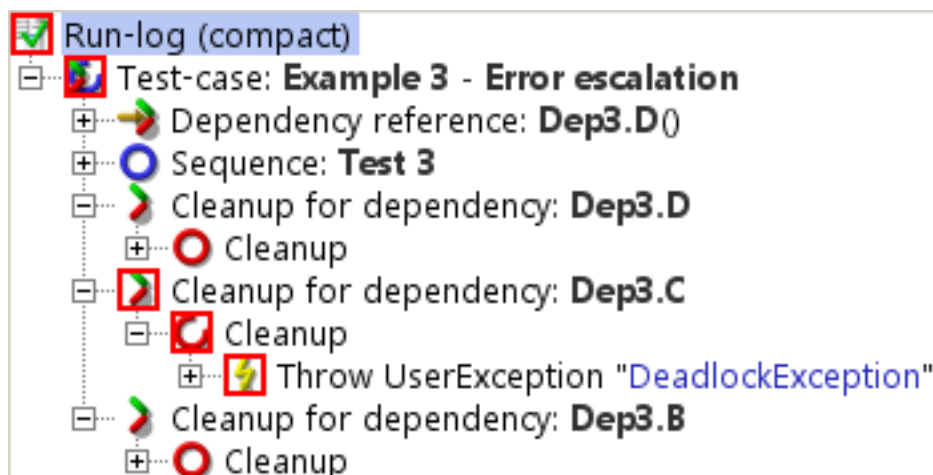 Run-log (compact)
Test-case: Example 3 - Error escalation
Dependency reference: Dep3.D()
Sequence: Test 3
Cleanup for dependency: Dep3.D
Cleanup
Cleanup for dependency: Dep3.C
Cleanup
Throw UserException "DeadlockException"
Cleanup for dependency: Dep3.B
Cleanup